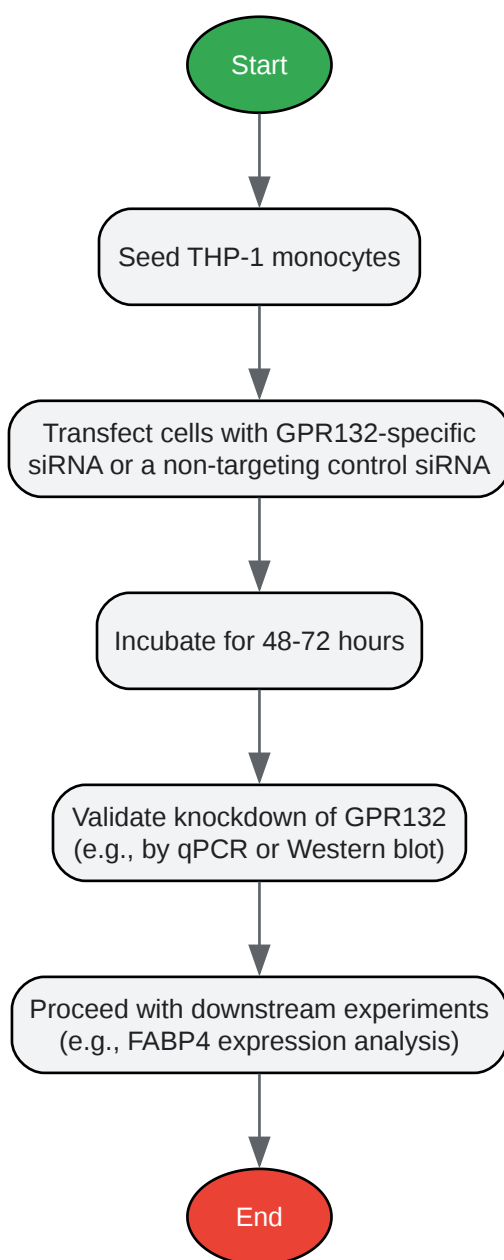 Start
Seed THP-1 monocytes
Transfect cells with GPR132-specific
siRNA or a non-targeting control siRNA
Incubate for 48-72 hours
Validate knockdown of GPR132
(e.g., by qPCR or Western blot)
Proceed with downstream experiments
(e.g., FABP4 expression analysis)
End